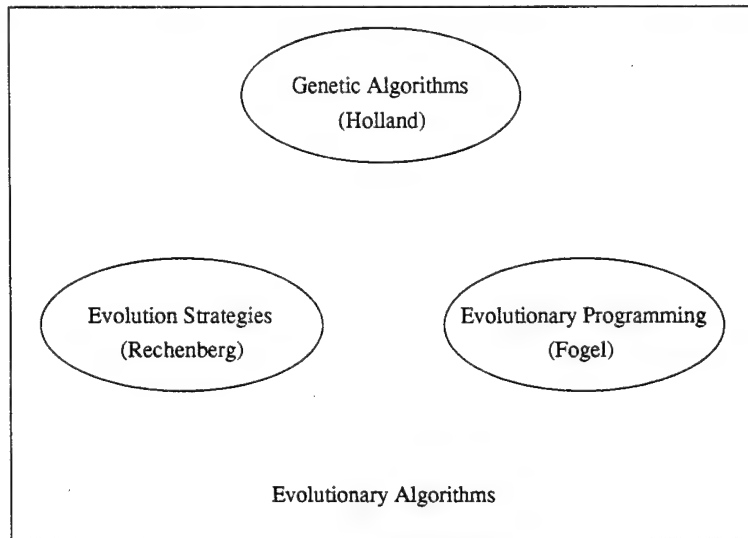 Genetic Algorithms
(Holland)
Evolution Strategies
(Rechenberg)
Evolutionary Programming
(Fogel)
Evolutionary Algorithms